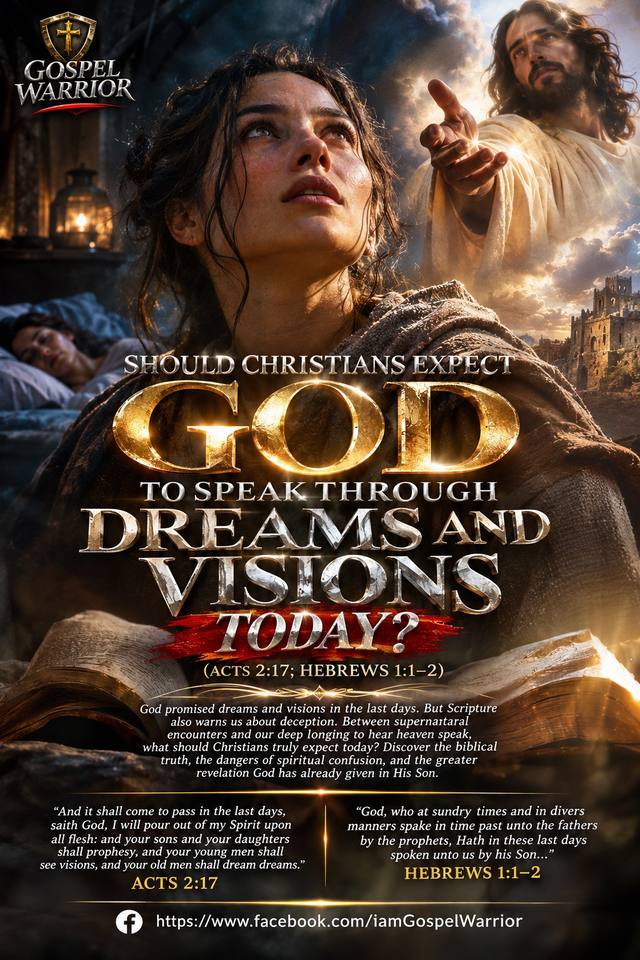 GOSPEL
WARRIOR
SHOULD CHRISTIANS EXPECT
GOD
TO SPEAK THROUGH
DREAMS AND
VISIONS
TODAY?
(ACTS 2:17; HEBREWS 1:1–2)
God promised dreams and visions in the last days. But Scripture
also warns us about deception. Between supernataral
encounters and our deep longing to hear heaven speak,
what should Christians truly expect today? Discover the biblical
truth, the dangers of spiritual confusion, and the greater
revelation God has already given in His Son.
“And it shall come to pass in the last days,
saith God, I will pour out of my Spirit upon
all flesh: and your sons and your daughters
shall prophesy, and your young men shall
see visions, and your old men shall dream dreams.”
ACTS 2:17
“God, who at sundry times and in divers
manners spake in time past unto the fathers
by the prophets, Hath in these last days
spoken unto us by his Son...”
HEBREWS 1:1–2
https://www.facebook.com/iamGospelWarrior